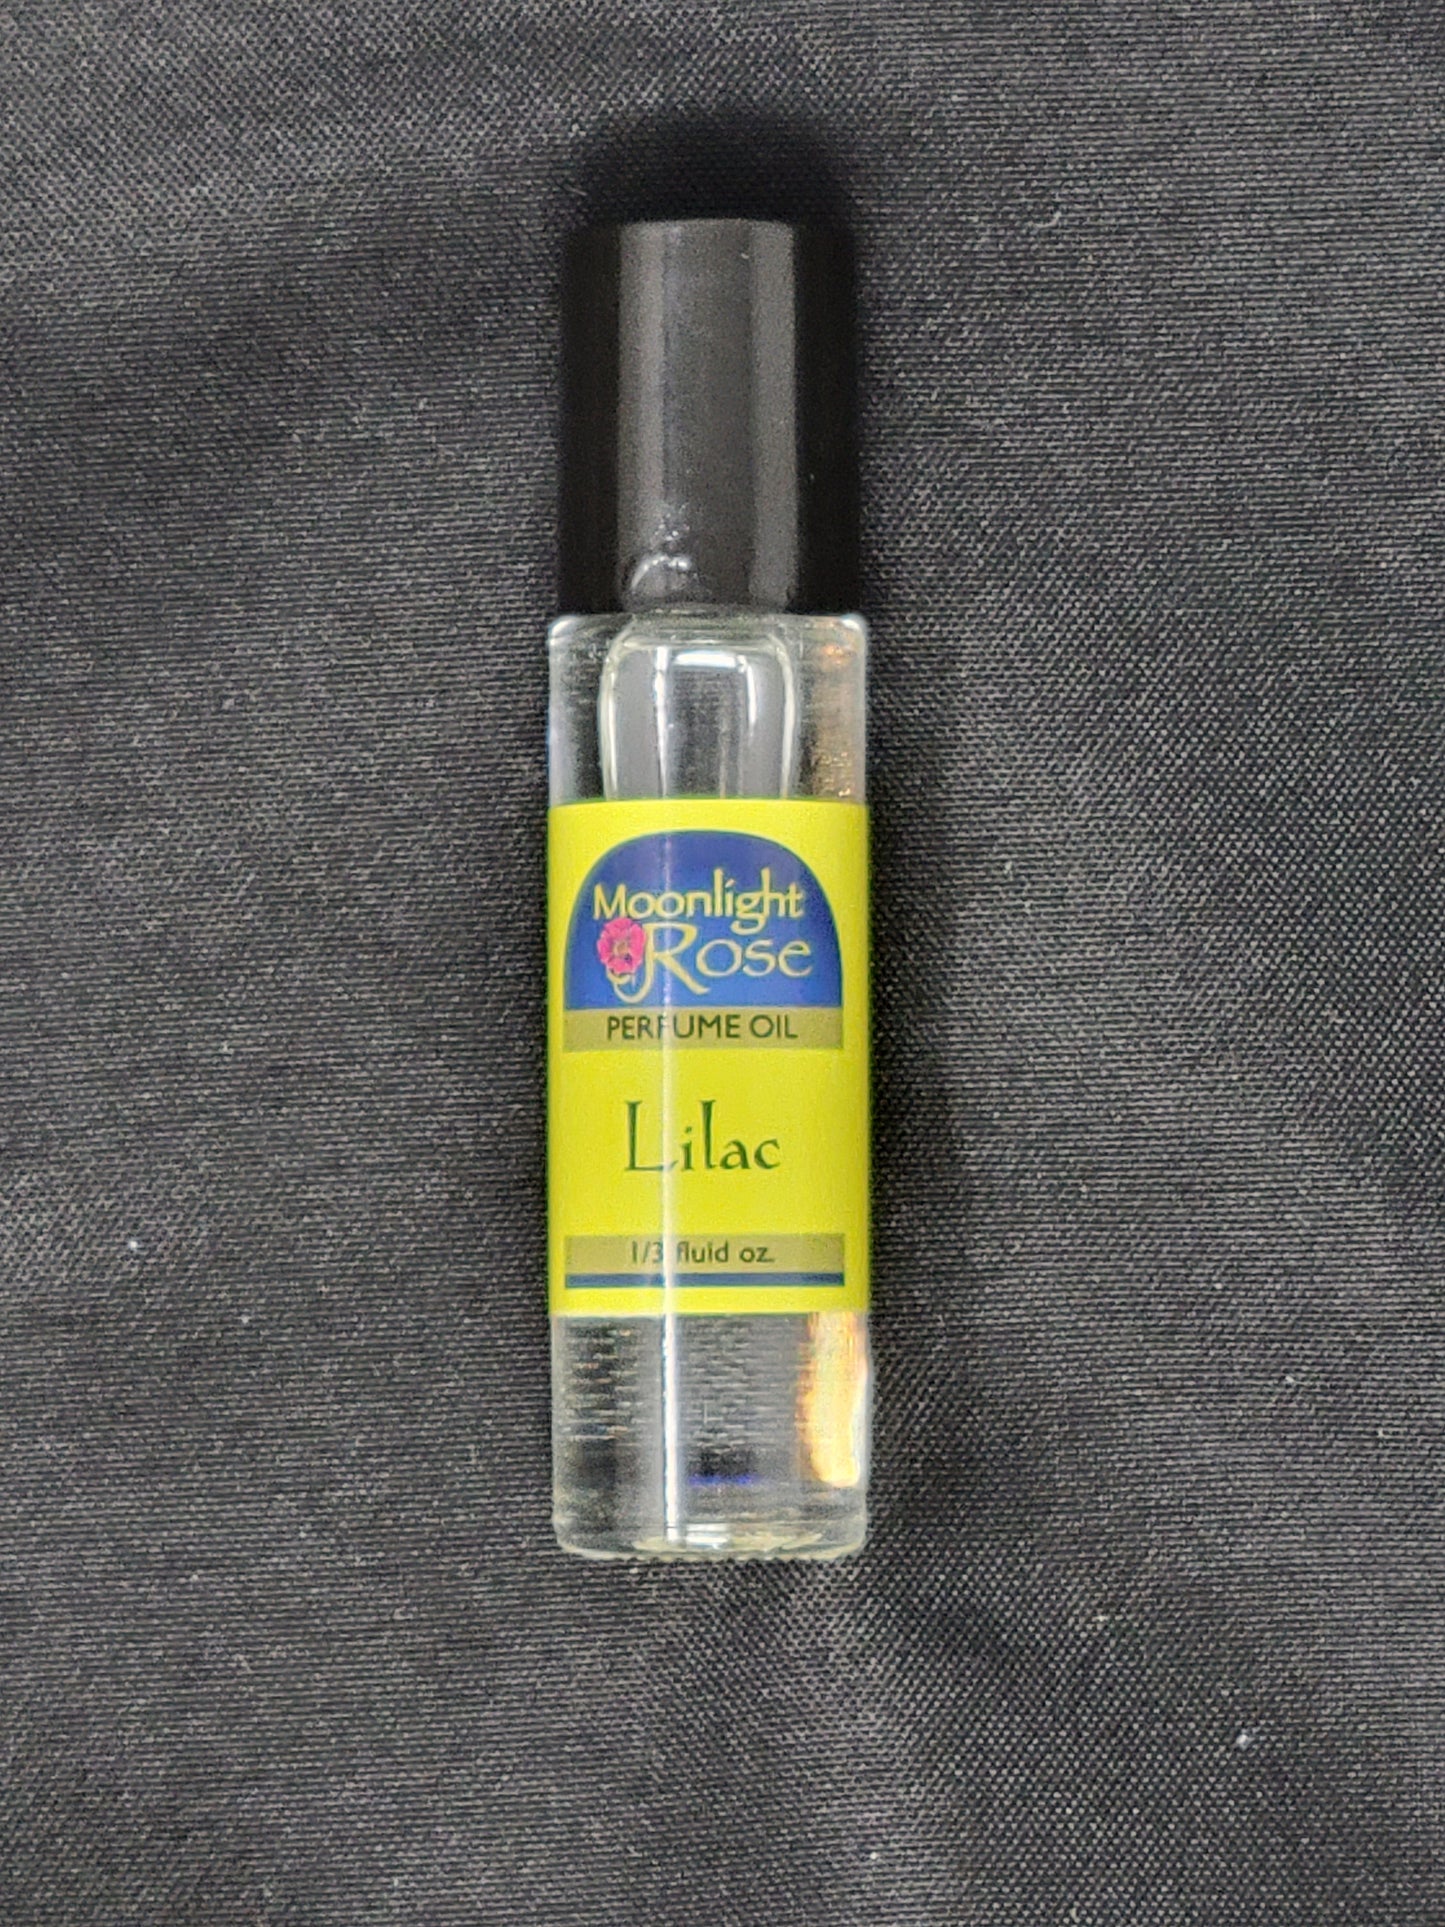 Moonlight
Rose
PERFUME OIL
Lilac
1/3 fluid oz.